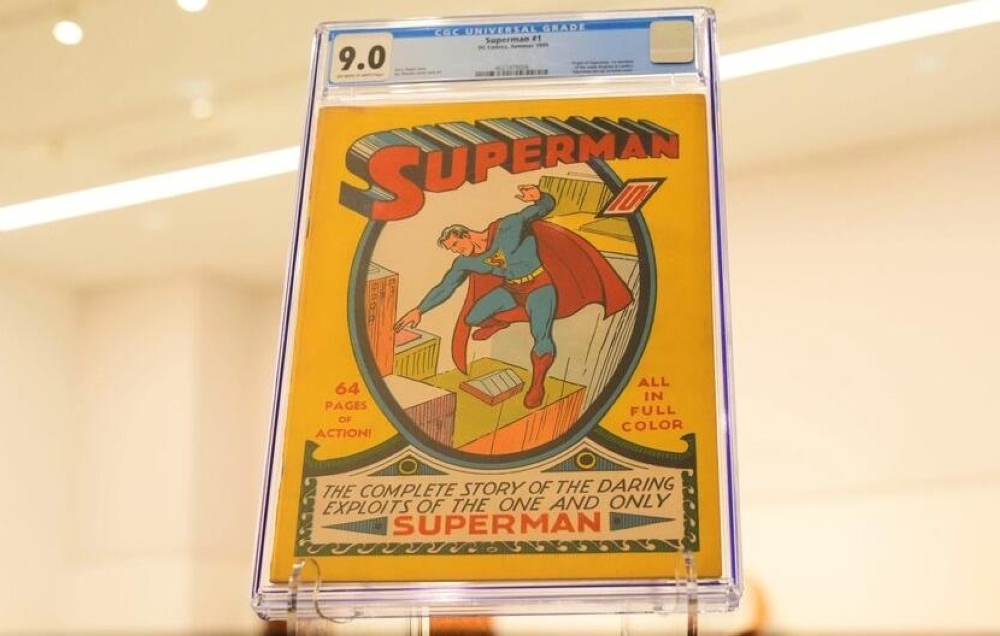 CGC UNIVERSAL GRADE
9.0
Superman #1
DC Comics, Summer 1939
SUPERMAN
10¢
64
PAGES
OF
ACTION!
ALL
IN
FULL
COLOR
THE COMPLETE STORY OF THE DARING
EXPLOITS OF THE ONE AND ONLY
SUPERMAN